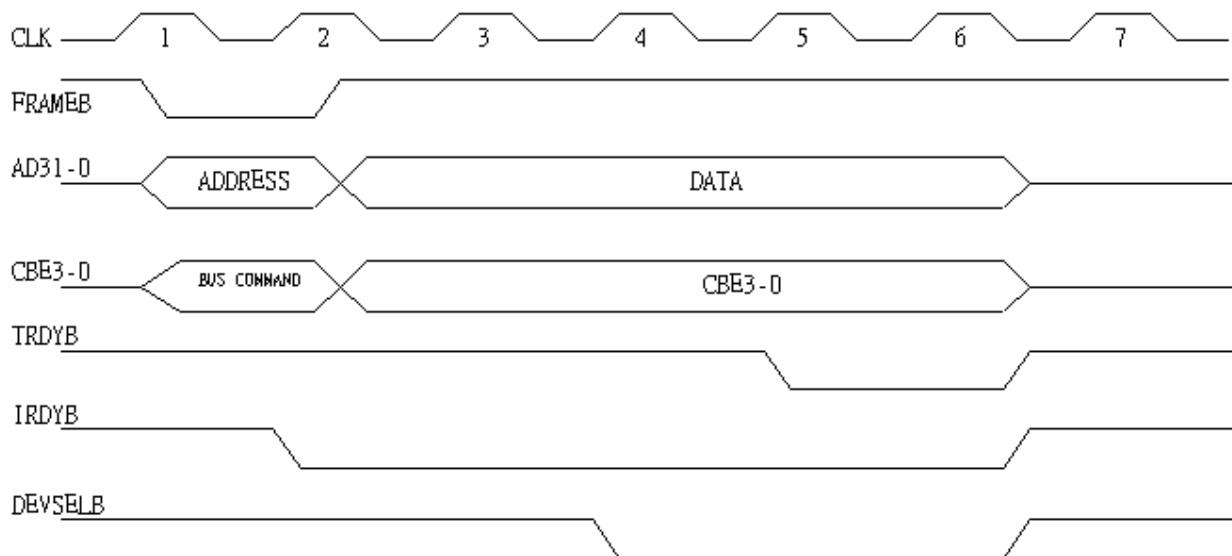 CLK 1 2 3 4 5 6 7
FRAMEB
AD31-0 ADDRESS DATA
CBE3-0 BUS COMMAND CBE3-0
TRDYB
IRDYB
DEVSELB